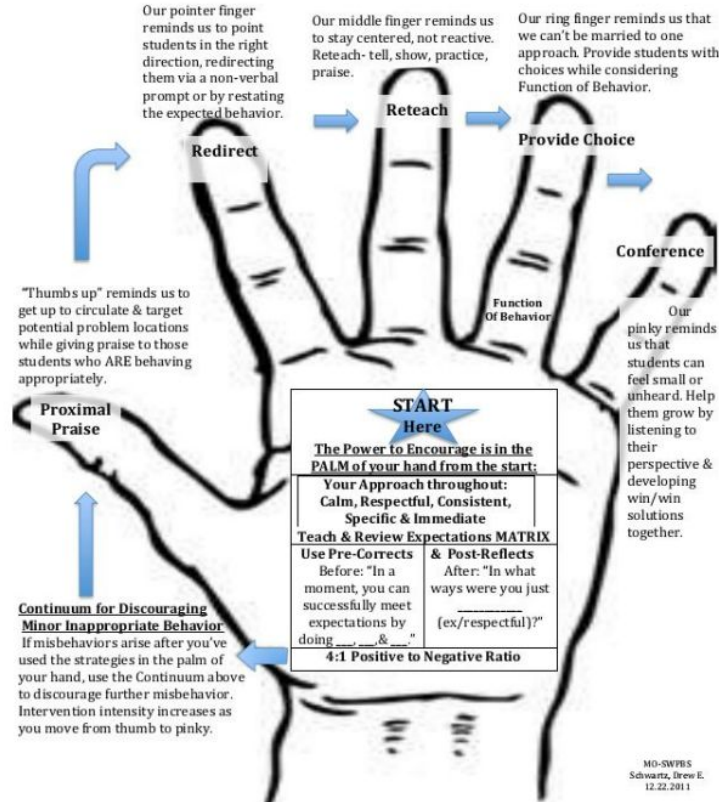 Our pointer finger
reminds us to point
students in the right
direction, redirecting
them via a non-verbal
prompt or by restating
the expected behavior.
Our middle finger reminds us
to stay centered, not reactive.
Reteach- tell, show, practice,
praise.
Our ring finger reminds us that
we can't be married to one
approach. Provide students with
choices while considering
Function of Behavior.
Redirect
Reteach
Provide Choice
Conference
Function
Of Behavior
Our
pinky reminds
us that
students can
feel small or
unheard. Help
them grow by
listening to
their
perspective &
developing
win/win
solutions
together.
"Thumbs up" reminds us to
get up to circulate & target
potential problem locations
while giving praise to those
students who ARE behaving
appropriately.
Proximal
Praise
START
Here
The Power to Encourage is in the
PALM of your hand from the start:
Your Approach throughout:
Calm, Respectful, Consistent,
Specific & Immediate
Teach & Review Expectations MATRIX
Use Pre-Corrects
Before: "In a
moment, you can
successfully meet
expectations by
doing ___, ___,& ___."
& Post-Reflects
After: "In what
ways were you just
___________
(ex/respectful)?"
4:1 Positive to Negative Ratio
Continuum for Discouraging
Minor Inappropriate Behavior
If misbehaviors arise after you've
used the strategies in the palm of
your hand, use the Continuum above
to discourage further misbehavior.
Intervention intensity increases as
you move from thumb to pinky.
MO-SWPBS
Schwartz, Drew E.
12.22.2011